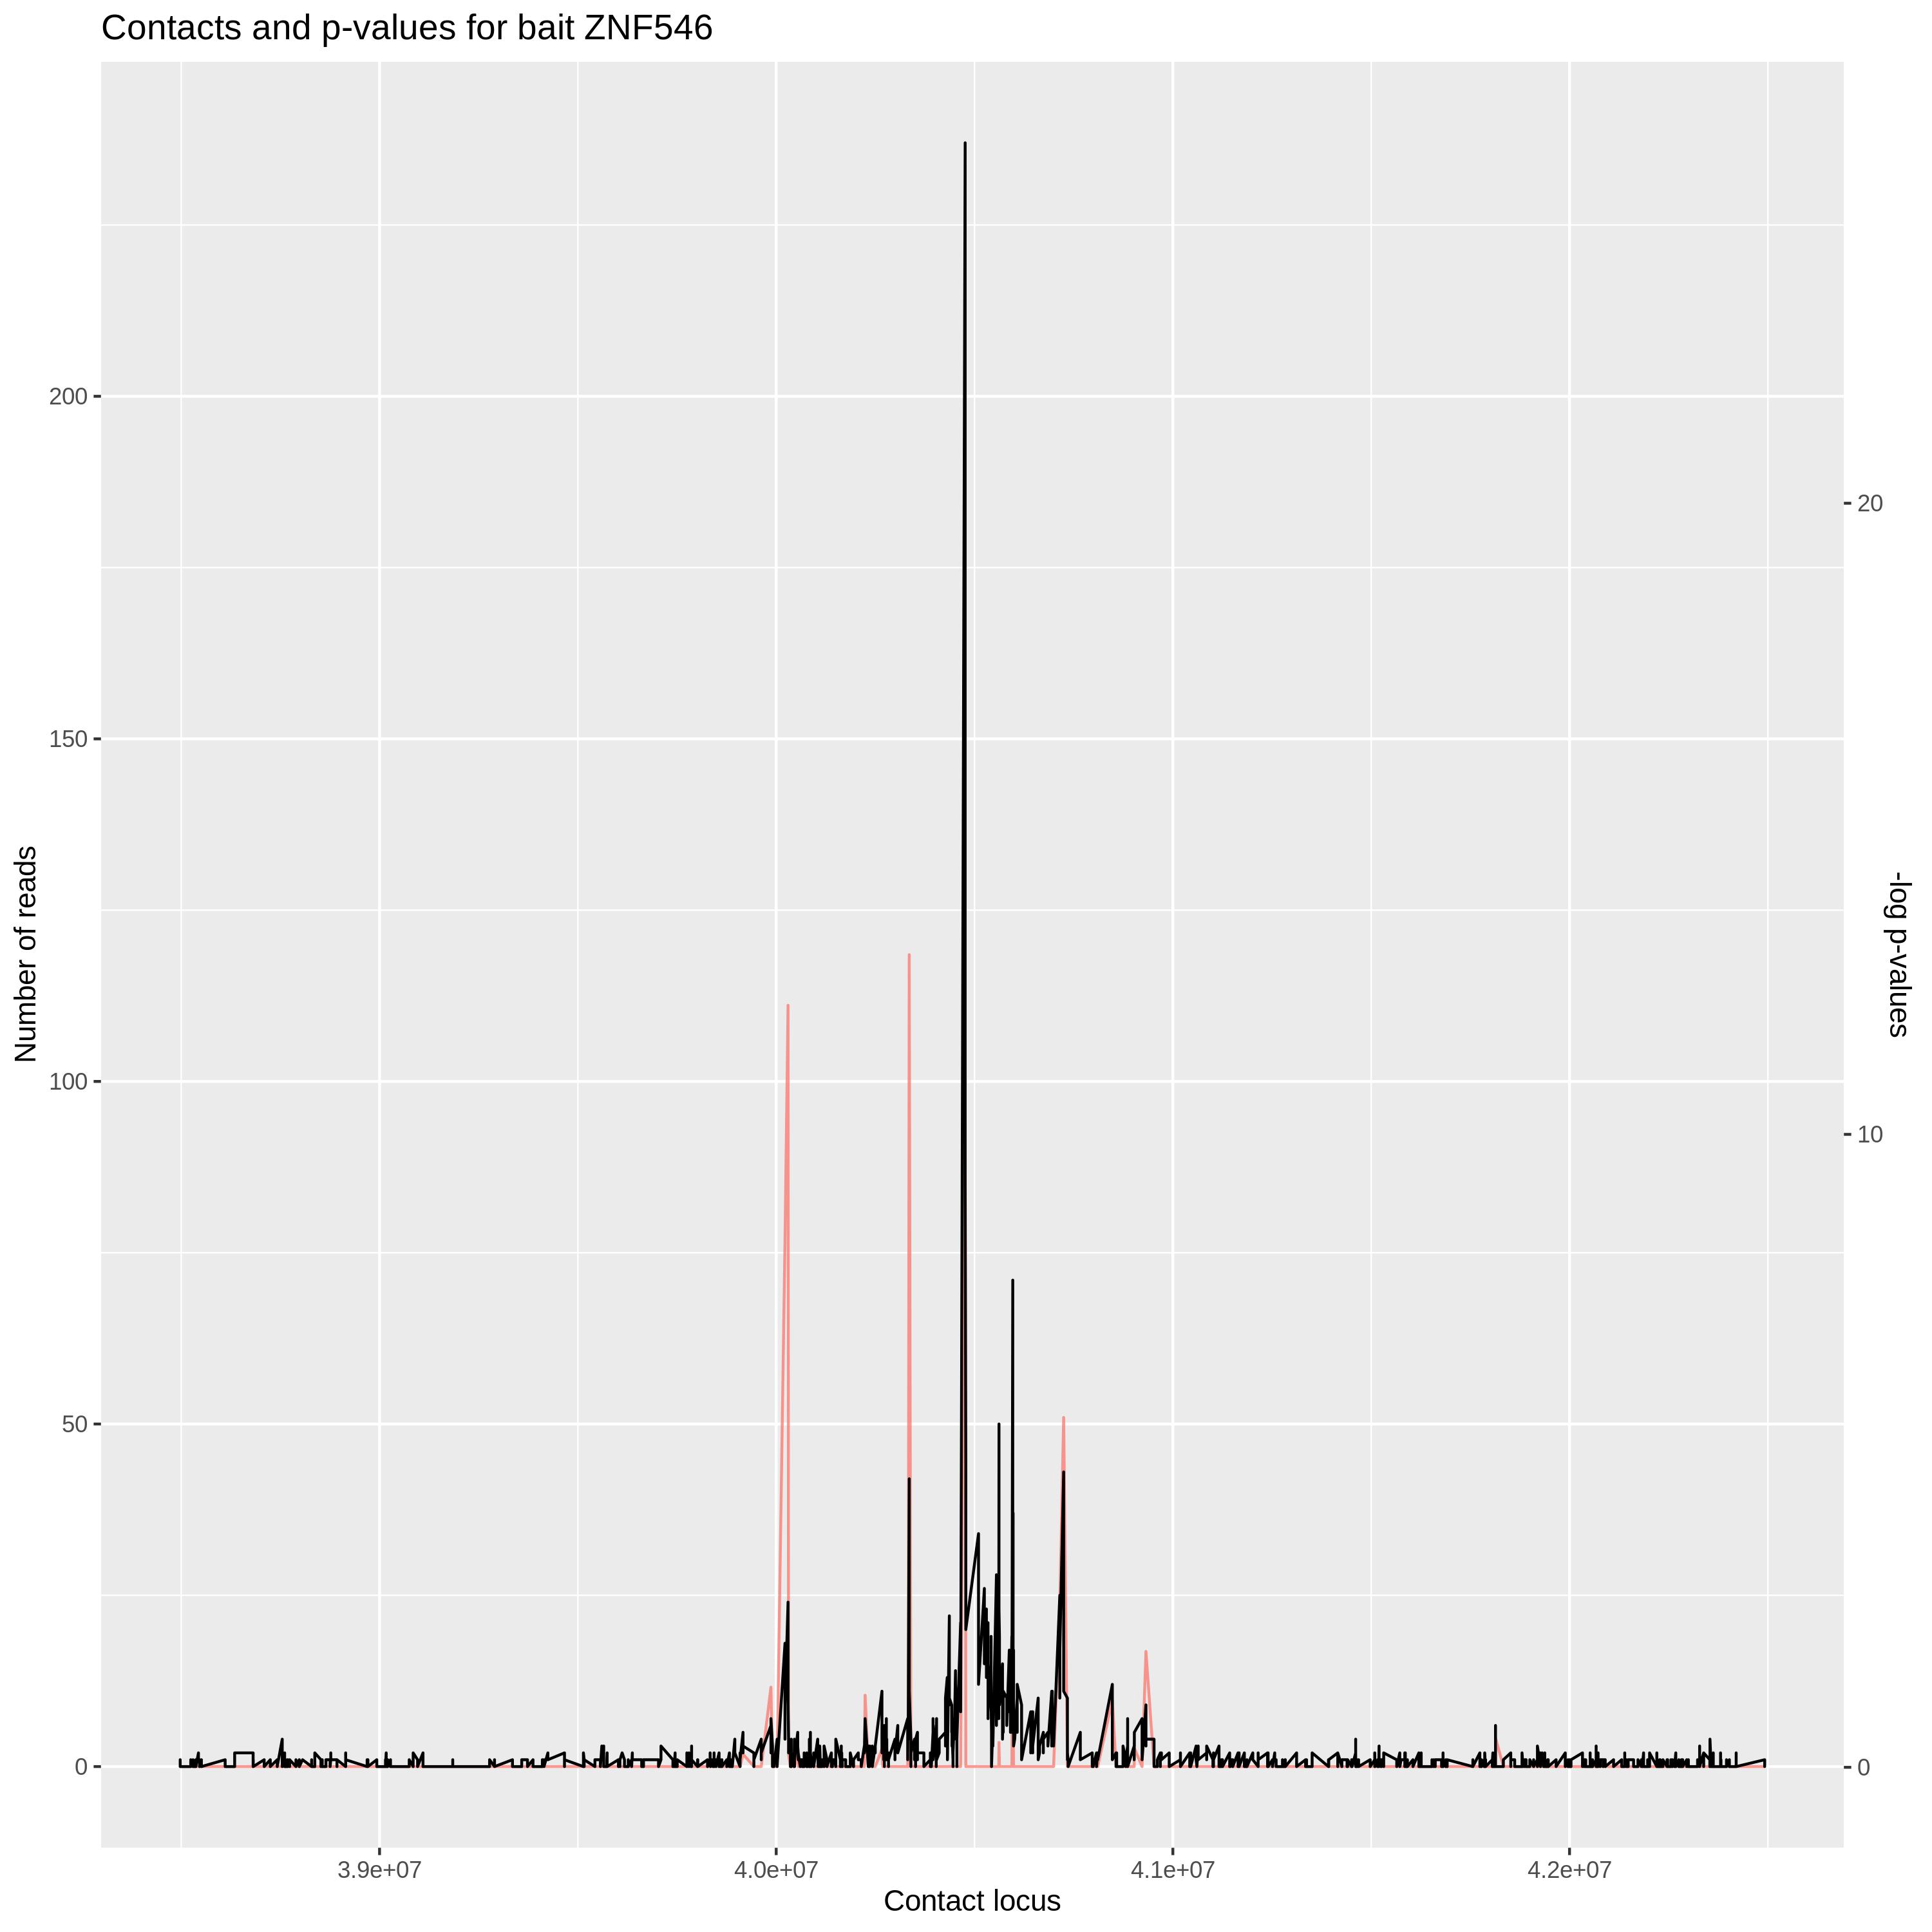 Contacts and p-values for bait ZNF546
200
150
100
50
0
20
10
0
Number of reads
-log p-values
3.9e+07 4.0e+07 4.1e+07 4.2e+07
Contact locus